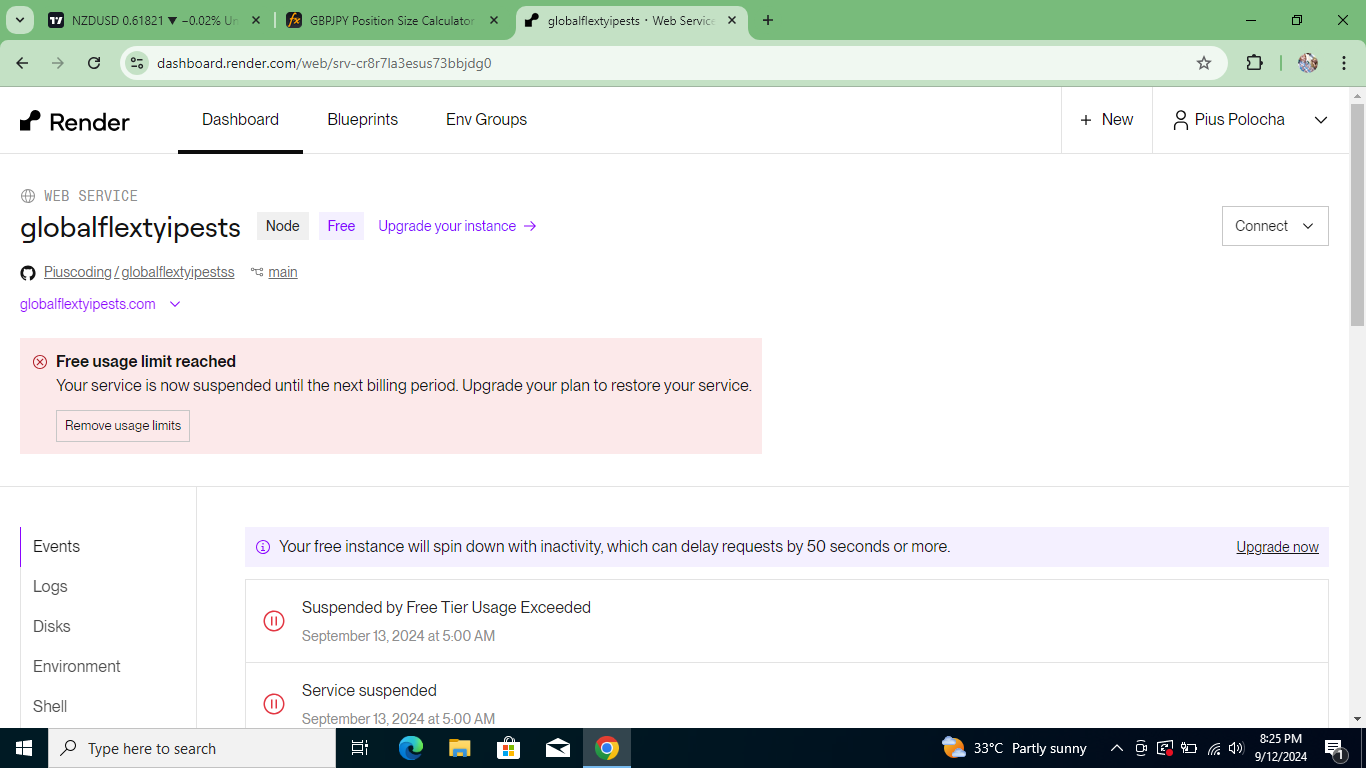 NZDUSD 0.61821 ▼ −0.02% Un
GBPJPY Position Size Calculator
globalflextyipests · Web Service
dashboard.render.com/web/srv-cr8r7la3esus73bbjdg0
Render
Dashboard
Blueprints
Env Groups
+ New
Pius Polocha
WEB SERVICE
globalflextyipests
Node
Free
Upgrade your instance →
Connect
Piuscoding / globalflextyipestss
main
globalflextyipests.com
Free usage limit reached
Your service is now suspended until the next billing period. Upgrade your plan to restore your service.
Remove usage limits
Events
Logs
Disks
Environment
Shell
Your free instance will spin down with inactivity, which can delay requests by 50 seconds or more.
Upgrade now
Suspended by Free Tier Usage Exceeded
September 13, 2024 at 5:00 AM
Service suspended
September 13, 2024 at 5:00 AM
Type here to search
33°C Partly sunny
8:25 PM
9/12/2024
1